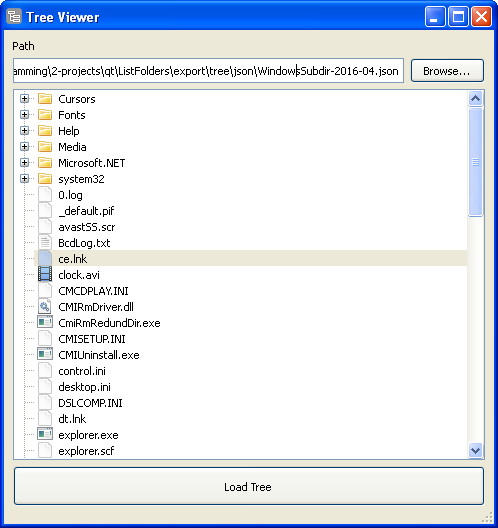 Tree Viewer
Path
amming\2-projects\qt\ListFolders\export\tree\json\WindowsSubdir-2016-04.json
Browse...
Cursors
Fonts
Help
Media
Microsoft.NET
system32
0.log
_default.pif
avastSS.scr
BcdLog.txt
ce.lnk
clock.avi
CMCDPLAY.INI
CMIRmDriver.dll
CmiRmRedundDir.exe
CMISETUP.INI
CMIUninstall.exe
control.ini
desktop.ini
DSLCOMP.INI
dt.lnk
explorer.exe
explorer.scf
Load Tree